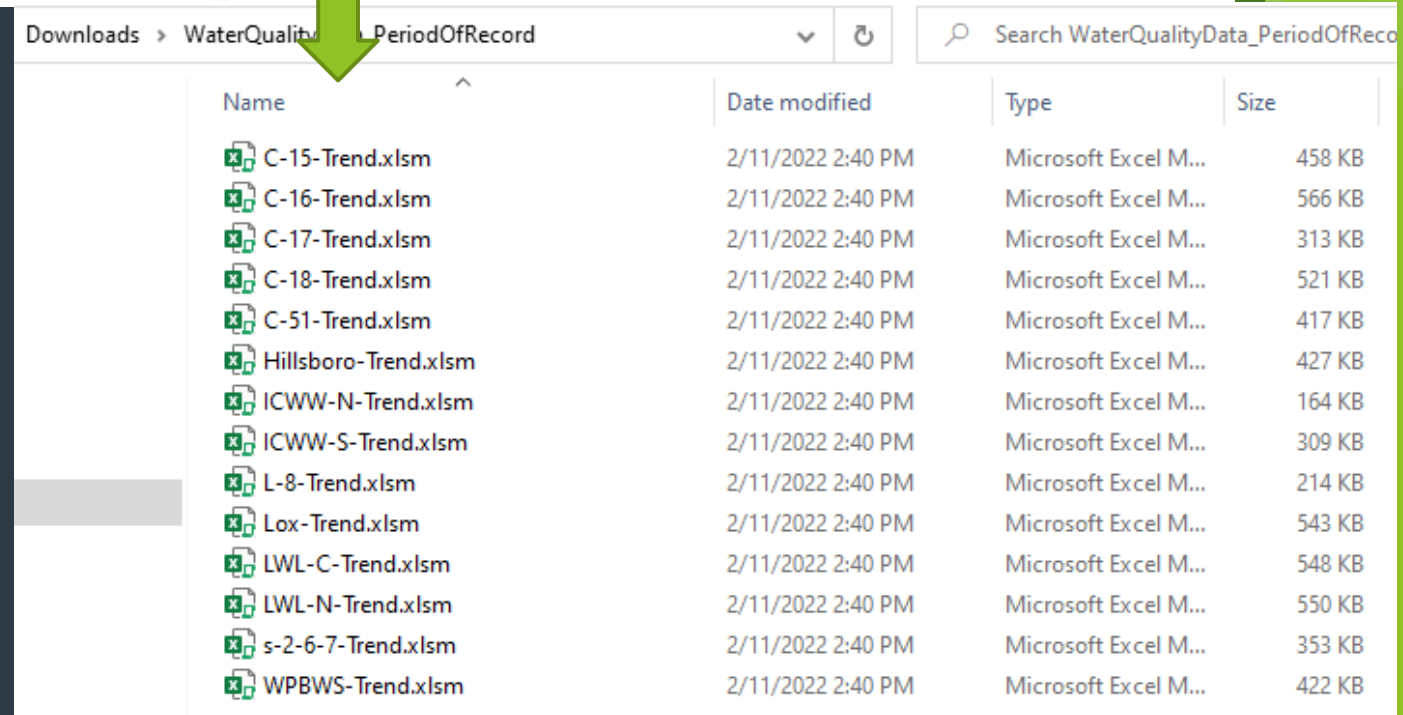 Downloads > WaterQuality PeriodOfRecord Search WaterQualityData_PeriodOfReco
Name Date modified Type Size
C-15-Trend.xlsm 2/11/2022 2:40 PM Microsoft Excel M... 458 KB
C-16-Trend.xlsm 2/11/2022 2:40 PM Microsoft Excel M... 566 KB
C-17-Trend.xlsm 2/11/2022 2:40 PM Microsoft Excel M... 313 KB
C-18-Trend.xlsm 2/11/2022 2:40 PM Microsoft Excel M... 521 KB
C-51-Trend.xlsm 2/11/2022 2:40 PM Microsoft Excel M... 417 KB
Hillsboro-Trend.xlsm 2/11/2022 2:40 PM Microsoft Excel M... 427 KB
ICWW-N-Trend.xlsm 2/11/2022 2:40 PM Microsoft Excel M... 164 KB
ICWW-S-Trend.xlsm 2/11/2022 2:40 PM Microsoft Excel M... 309 KB
L-8-Trend.xlsm 2/11/2022 2:40 PM Microsoft Excel M... 214 KB
Lox-Trend.xlsm 2/11/2022 2:40 PM Microsoft Excel M... 543 KB
LWL-C-Trend.xlsm 2/11/2022 2:40 PM Microsoft Excel M... 548 KB
LWL-N-Trend.xlsm 2/11/2022 2:40 PM Microsoft Excel M... 550 KB
s-2-6-7-Trend.xlsm 2/11/2022 2:40 PM Microsoft Excel M... 353 KB
WPBWS-Trend.xlsm 2/11/2022 2:40 PM Microsoft Excel M... 422 KB